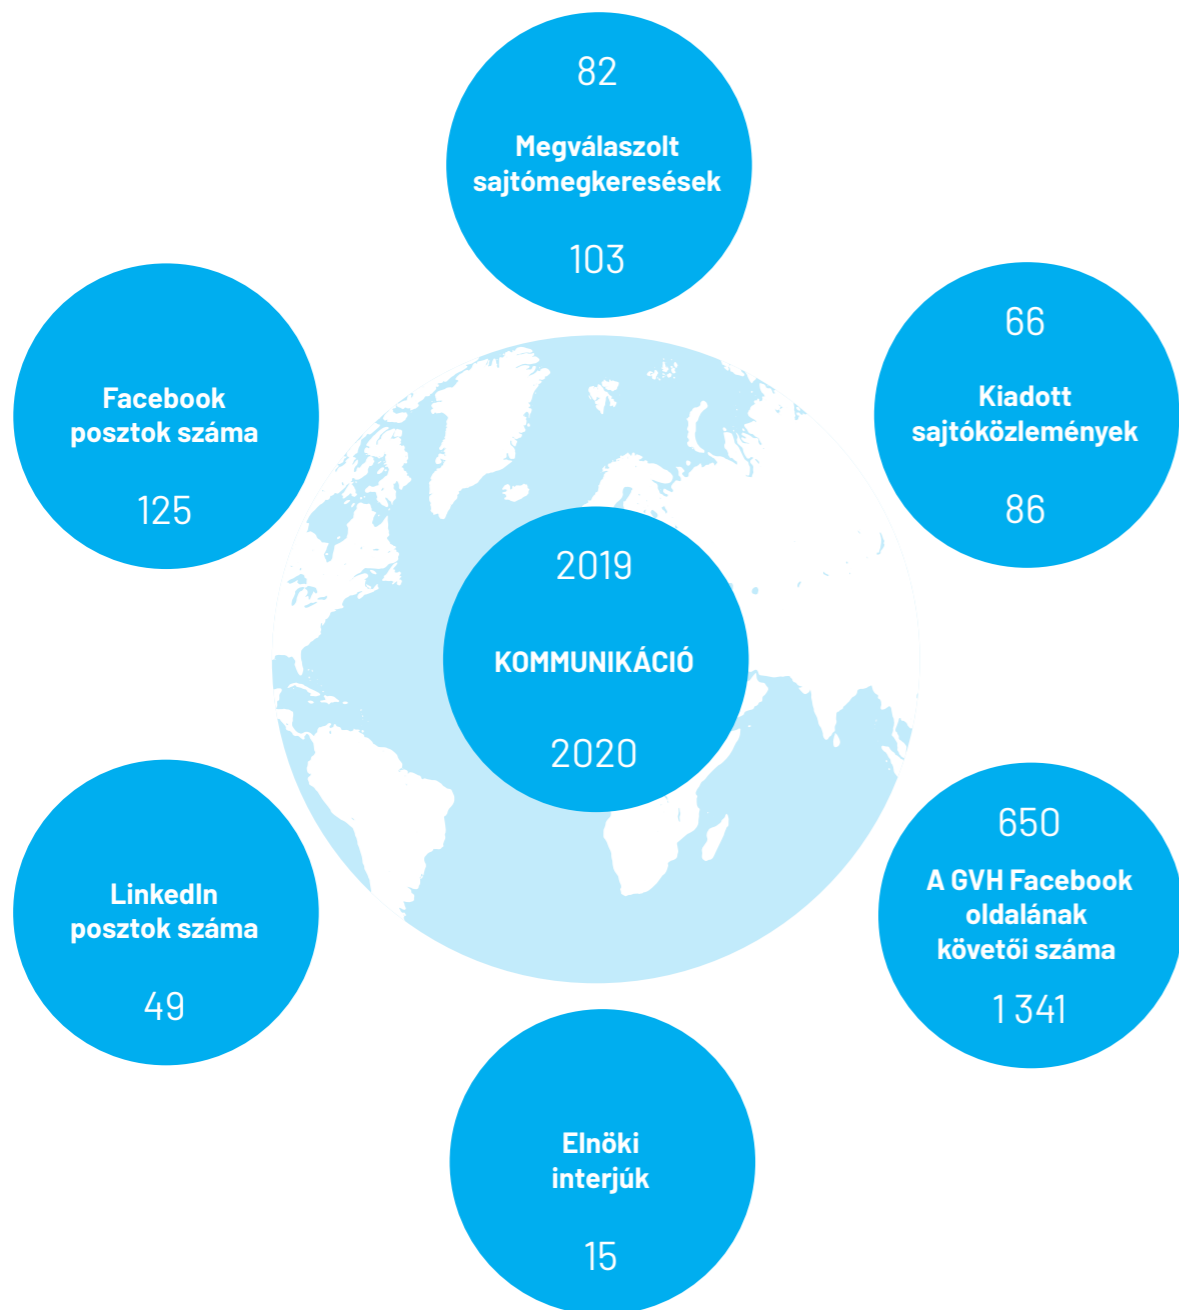 82
Megválaszolt
sajtómegkeresések
103
66
Kiadott
sajtóközlemények
86
Facebook
posztok száma
125
2019
KOMMUNIKÁCIÓ
2020
650
A GVH Facebook
oldalának
követői száma
1 341
LinkedIn
posztok száma
49
Elnöki
interjúk
15